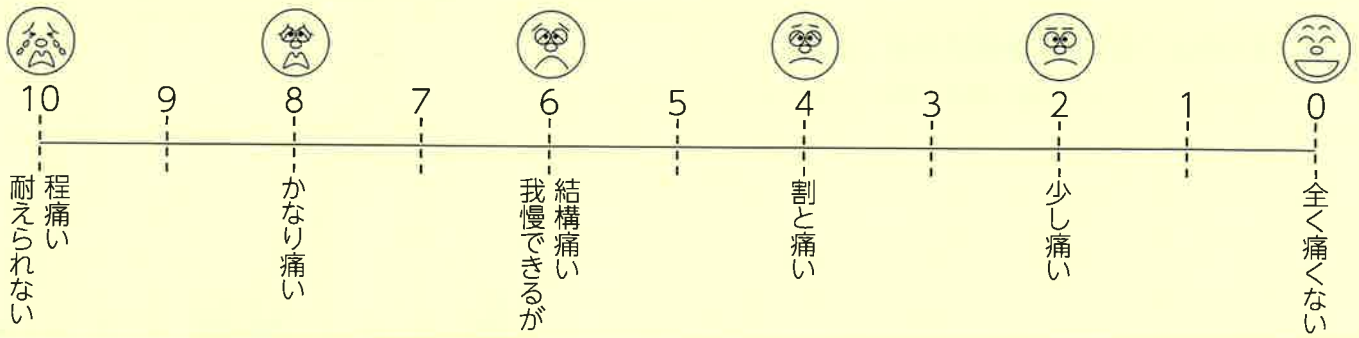 10 9 8 7 6 5 4 3 2 1 0
耐えられない
程痛い
かなり痛い
我慢できるが
結構痛い
割と痛い
少し痛い
全く痛くない